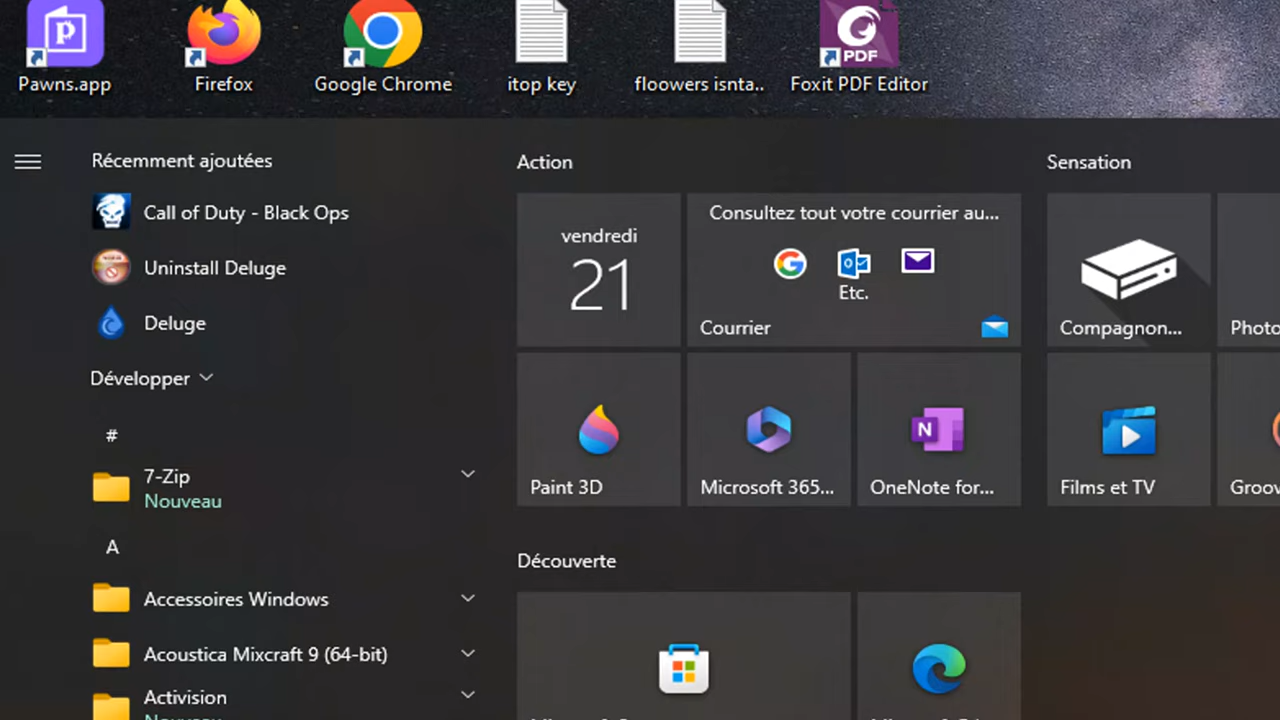 Pawns.app
Firefox
Google Chrome
itop key
floowers isnta..
Foxit PDF Editor
PDF
Récemment ajoutées
Call of Duty - Black Ops
Uninstall Deluge
Deluge
Développer
#
7-Zip
Nouveau
A
Accessoires Windows
Acoustica Mixcraft 9 (64-bit)
Activision
Action
vendredi
21
Consultez tout votre courrier au...
Etc.
Courrier
Paint 3D
Microsoft 365...
N
OneNote for...
Découverte
Sensation
Compagnon...
Photo
Films et TV
Groov